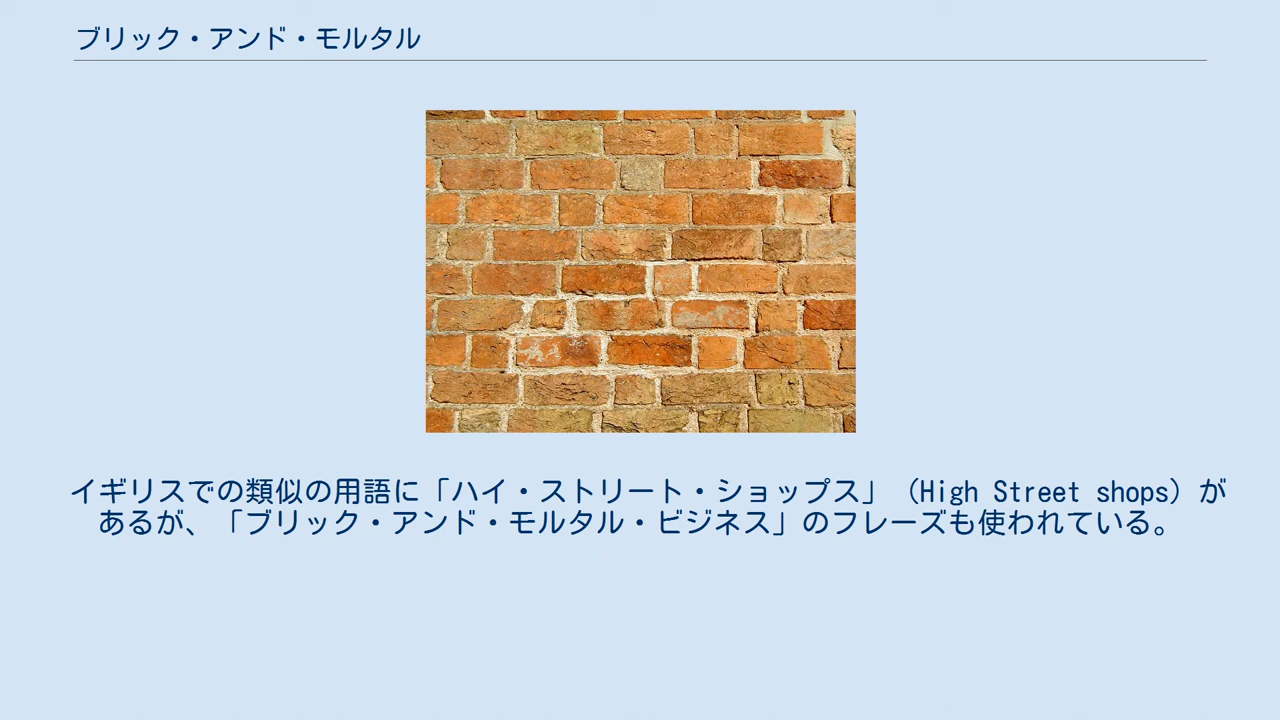 ブリック・アンド・モルタル
イギリスでの類似の用語に「ハイ・ストリート・ショップス」（High Street shops）が
あるが、「ブリック・アンド・モルタル・ビジネス」のフレーズも使われている。